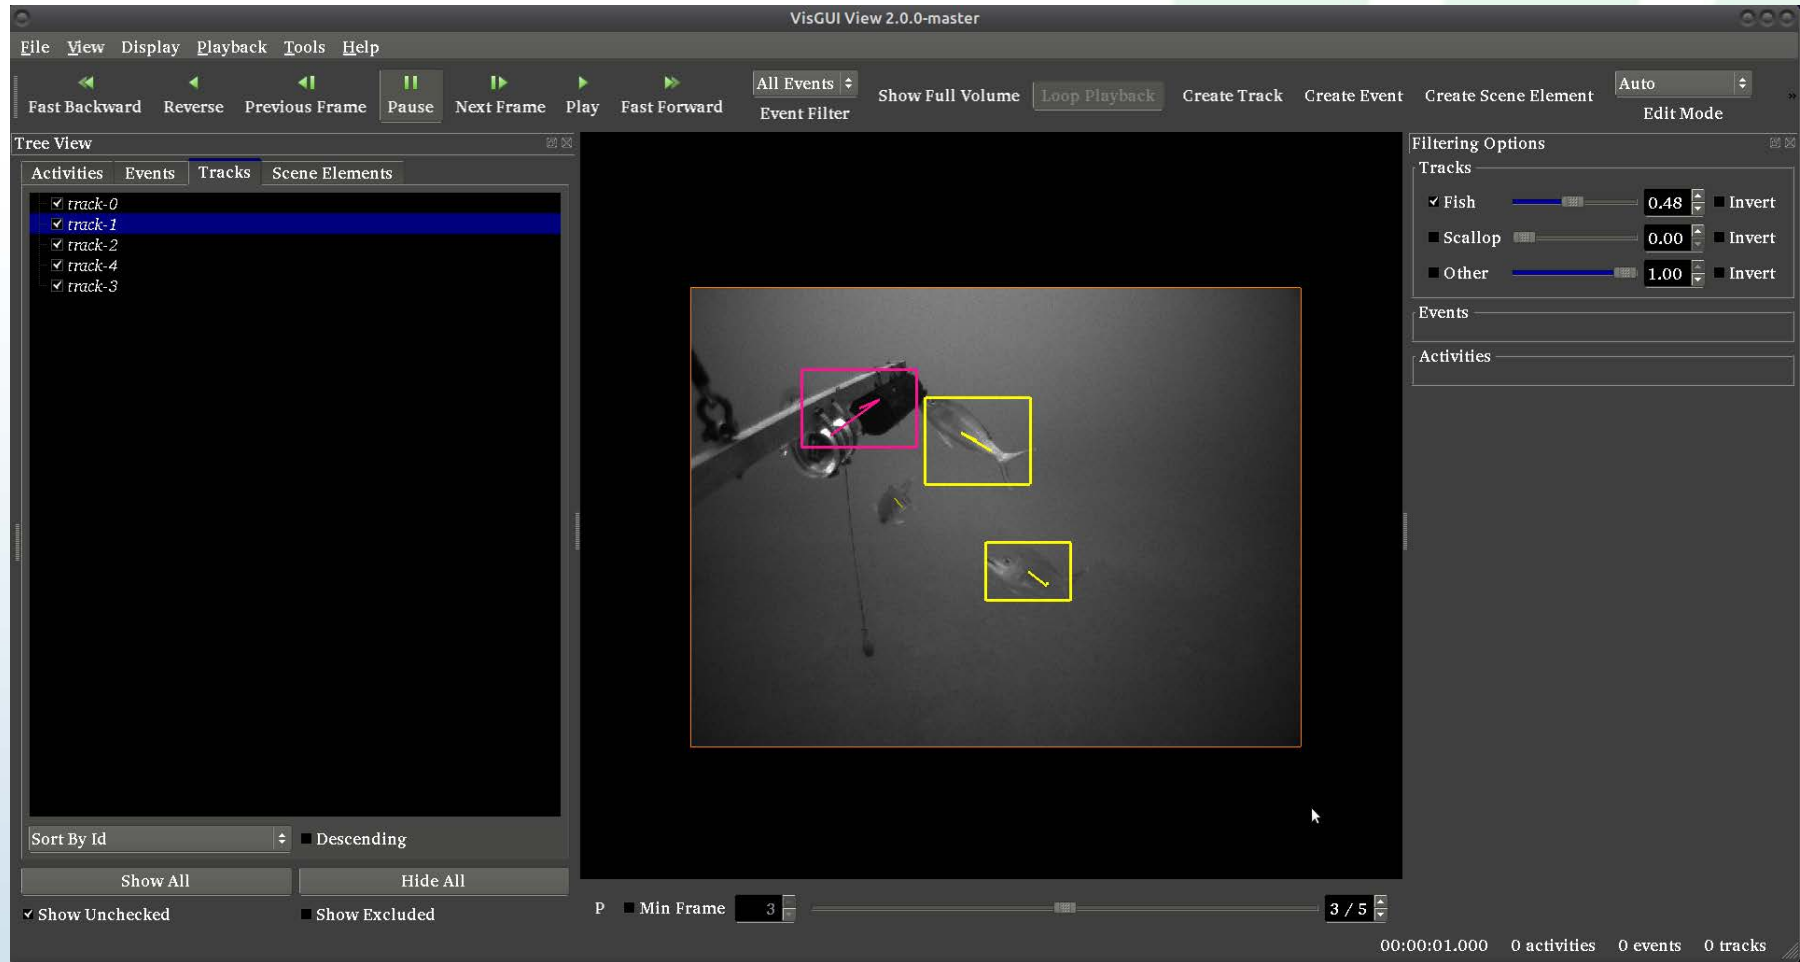 VisGUI View 2.0.0-master
File View Display Playback Tools Help
Fast Backward Reverse Previous Frame Pause Next Frame Play Fast Forward
All Events
Event Filter
Show Full Volume Loop Playback Create Track Create Event Create Scene Element
Auto
Edit Mode
»
Tree View
Activities Events Tracks Scene Elements
track-0
track-1
track-2
track-4
track-3
Sort By Id Descending
Show All Hide All
Show Unchecked Show Excluded
P Min Frame 3 3 / 5
Filtering Options
Tracks
Fish 0.48 Invert
Scallop 0.00 Invert
Other 1.00 Invert
Events
Activities
00:00:01.000 0 activities 0 events 0 tracks